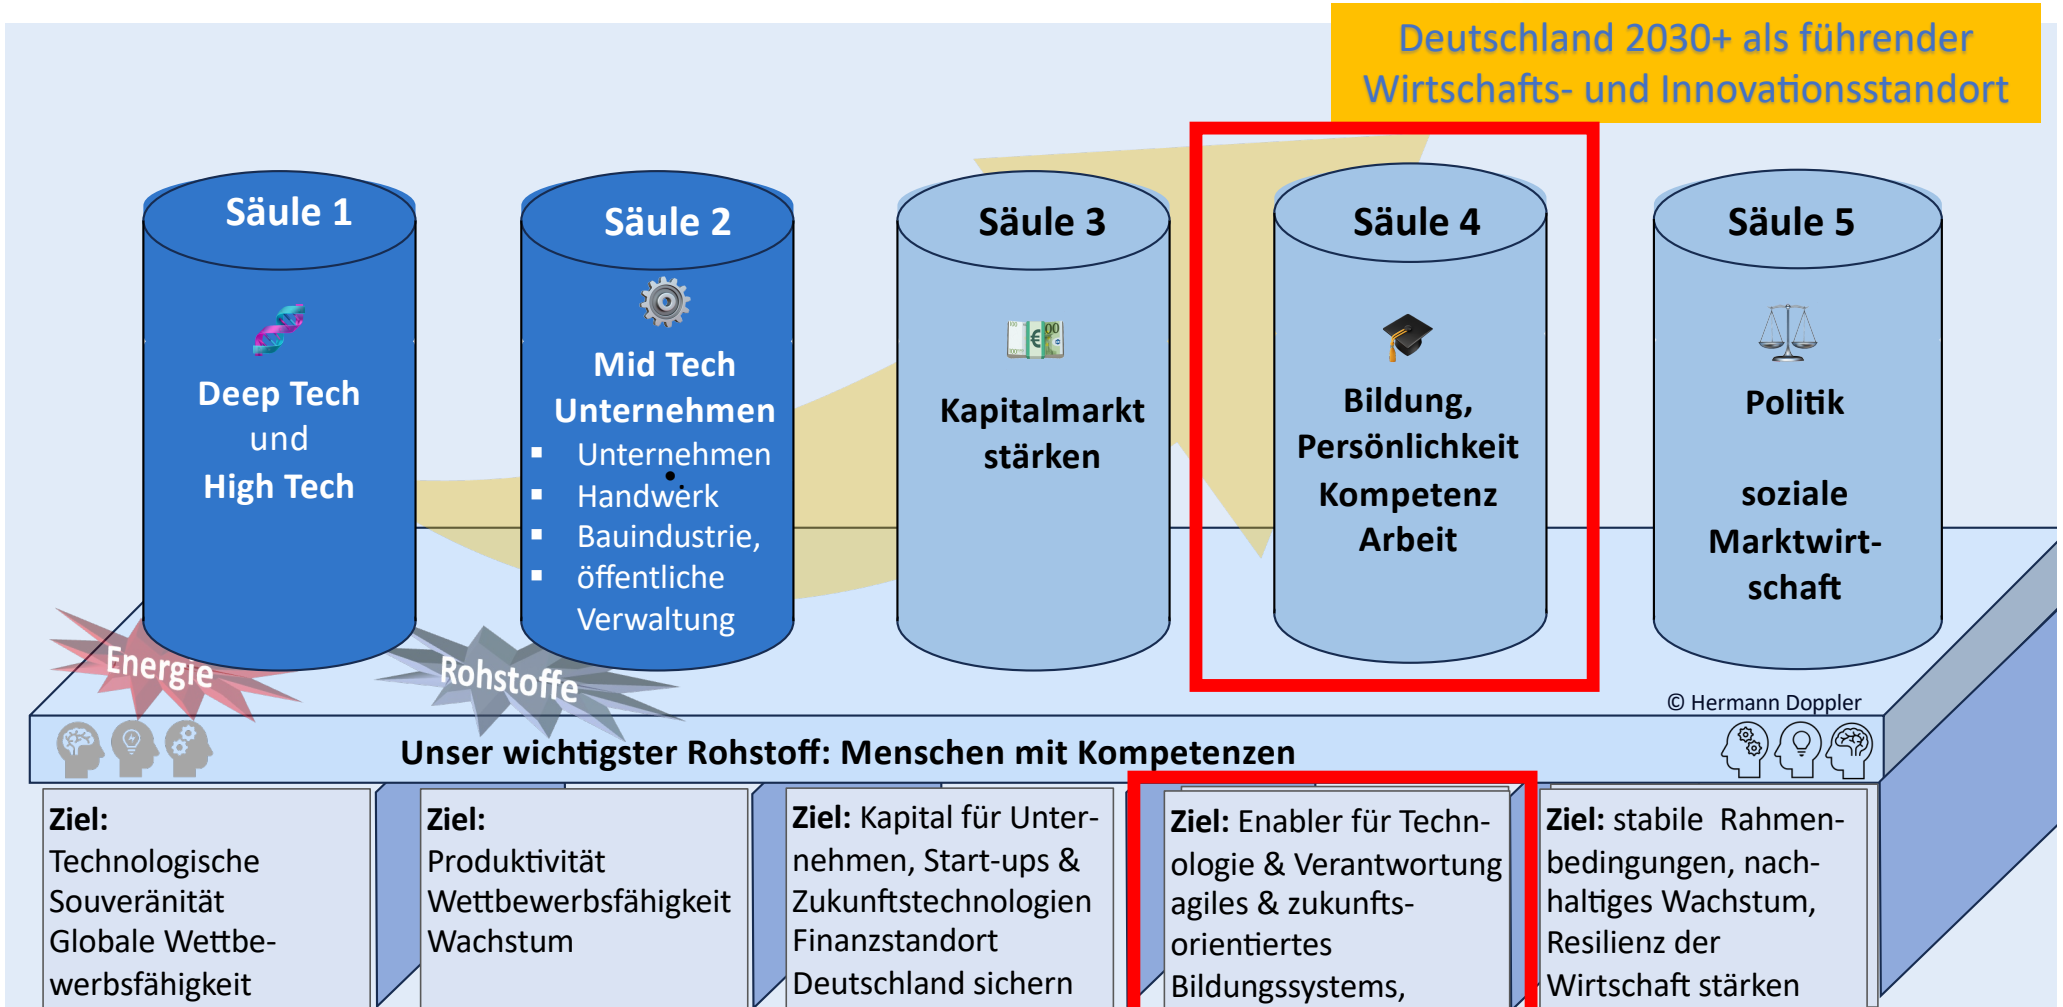 Deutschland 2030+ als führender
Wirtschafts- und Innovationsstandort
Säule 1
Deep Tech
und
High Tech
Säule 2
Mid Tech
Unternehmen
▪ Unternehmen
▪ Handwerk
▪ Bauindustrie,
▪ öffentliche
Verwaltung
Säule 3
Kapitalmarkt
stärken
Säule 4
Bildung,
Persönlichkeit
Kompetenz
Arbeit
Säule 5
Politik
soziale
Marktwirt-
schaft
Energie
Rohstoffe
© Hermann Doppler
Unser wichtigster Rohstoff: Menschen mit Kompetenzen
Ziel:
Technologische
Souveränität
Globale Wettbe-
werbsfähigkeit
Ziel:
Produktivität
Wettbewerbsfähigkeit
Wachstum
Ziel: Kapital für Unter-
nehmen, Start-ups &
Zukunftstechnologien
Finanzstandort
Deutschland sichern
Ziel: Enabler für Techn-
ologie & Verantwortung
agiles & zukunfts-
orientiertes
Bildungssystems,
Ziel: stabile Rahmen-
bedingungen, nach-
haltiges Wachstum,
Resilienz der
Wirtschaft stärken